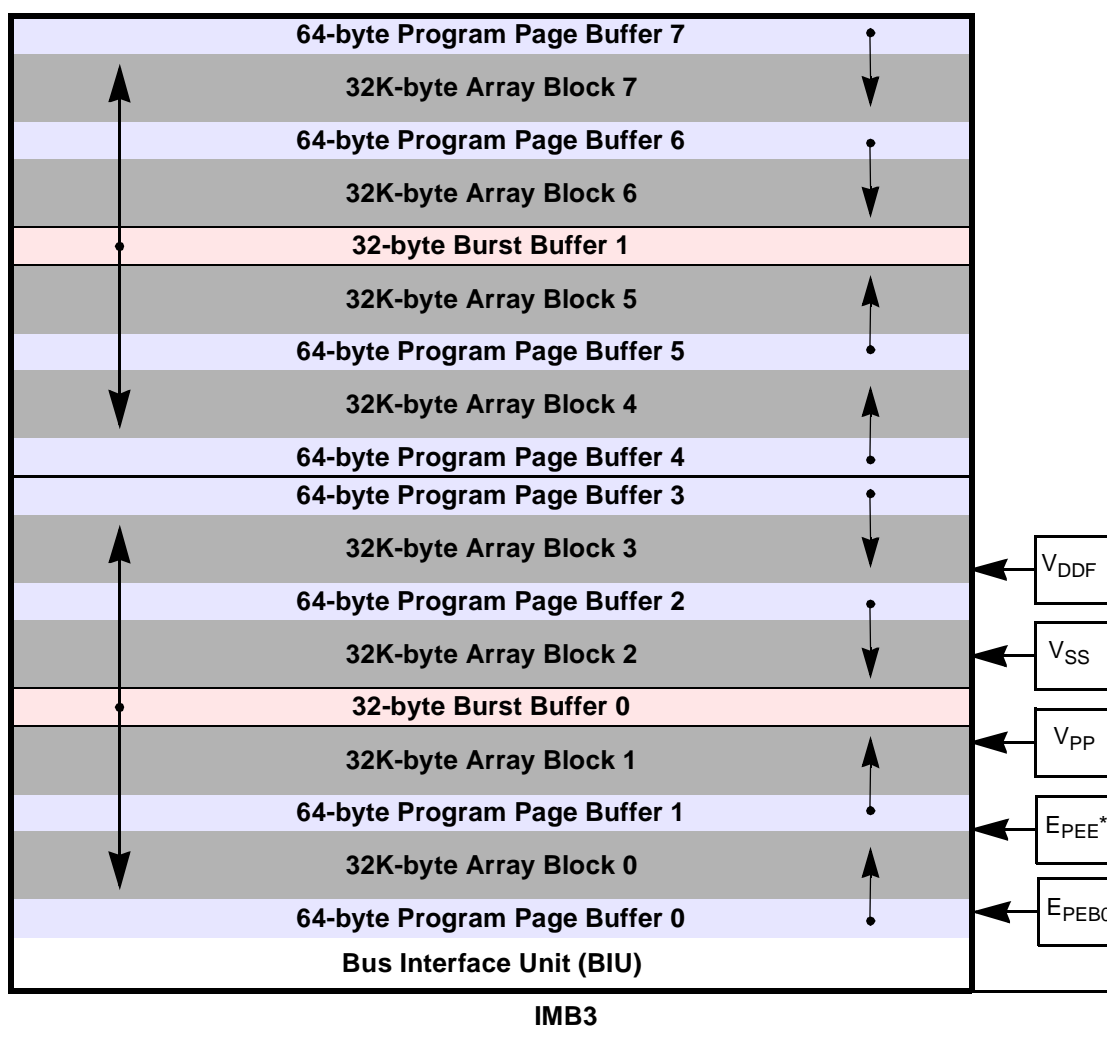 64-byte Program Page Buffer 7
32K-byte Array Block 7
64-byte Program Page Buffer 6
32K-byte Array Block 6
32-byte Burst Buffer 1
32K-byte Array Block 5
64-byte Program Page Buffer 5
32K-byte Array Block 4
64-byte Program Page Buffer 4
64-byte Program Page Buffer 3
32K-byte Array Block 3
64-byte Program Page Buffer 2
32K-byte Array Block 2
32-byte Burst Buffer 0
32K-byte Array Block 1
64-byte Program Page Buffer 1
32K-byte Array Block 0
64-byte Program Page Buffer 0
Bus Interface Unit (BIU)
IMB3
VDDF
VSS
VPP
EPEE*
EPEB0